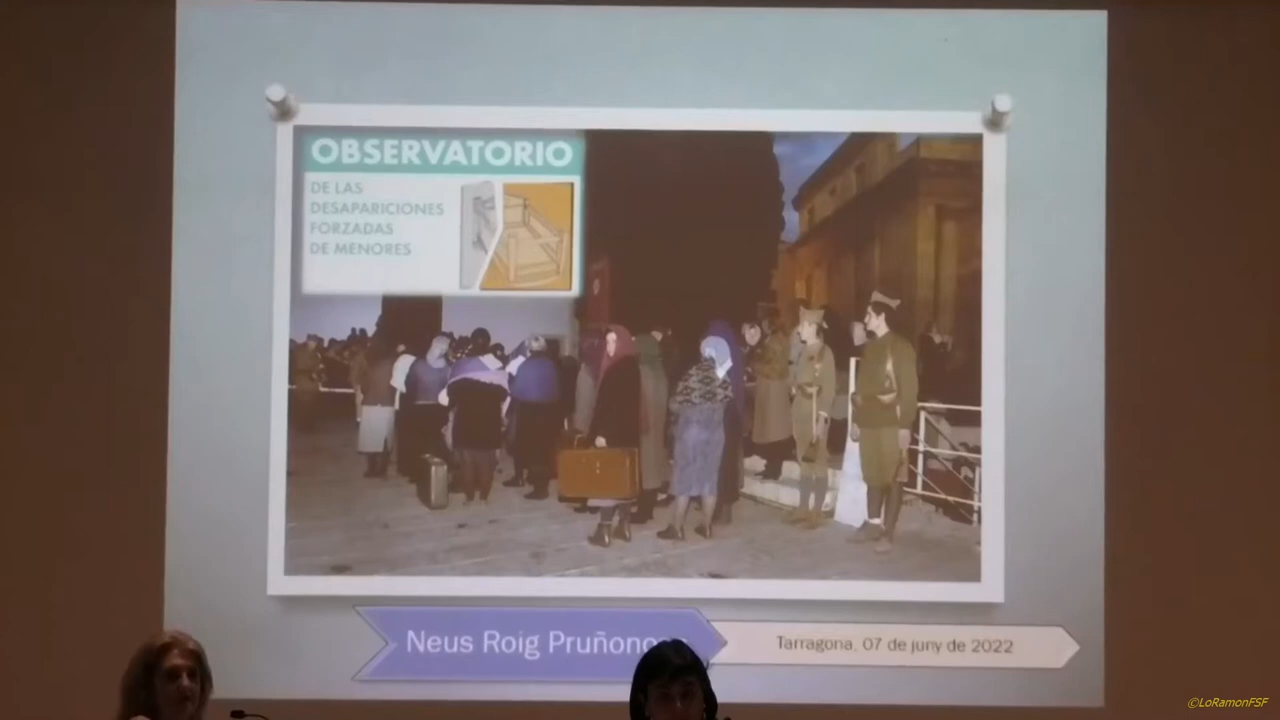 OBSERVATORIO
DE LAS
DESAPARICIONES
FORZADAS
DE MENORES
Neus Roig
Tarragona, 07 de juny de 2022
©LoRamonFSF